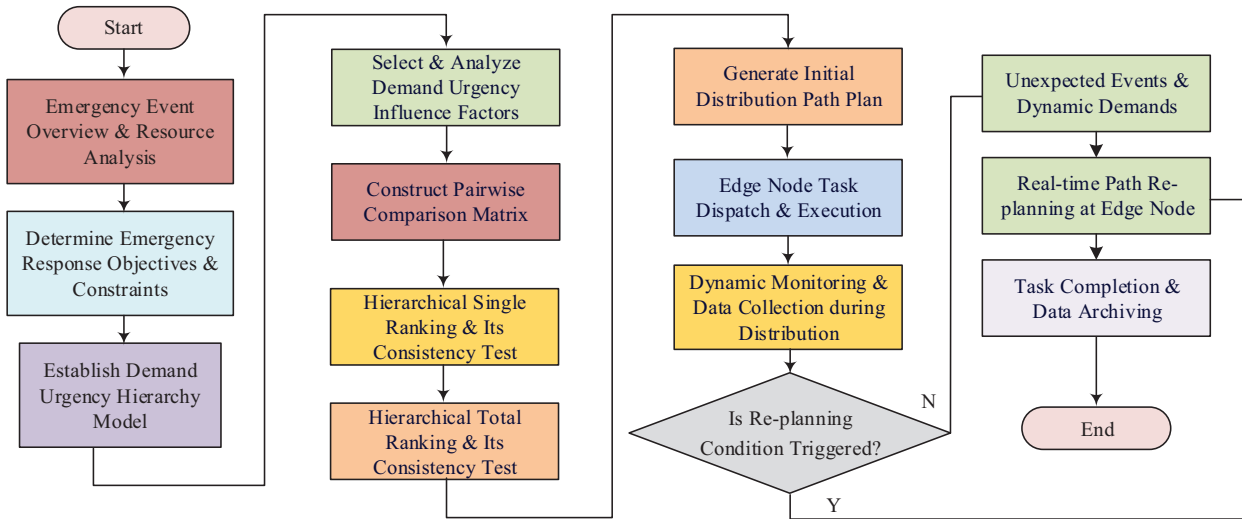 Start
Emergency Event
Overview & Resource
Analysis
Determine Emergency
Response Objectives &
Constraints
Establish Demand
Urgency Hierarchy
Model
Select & Analyze
Demand Urgency
Influence Factors
Construct Pairwise
Comparison Matrix
Hierarchical Single
Ranking & Its
Consistency Test
Hierarchical Total
Ranking & Its
Consistency Test
Generate Initial
Distribution Path Plan
Edge Node Task
Dispatch & Execution
Dynamic Monitoring &
Data Collection during
Distribution
Is Re-planning
Condition Triggered?
N
Y
Unexpected Events &
Dynamic Demands
Real-time Path Re-
planning at Edge Node
Task Completion &
Data Archiving
End